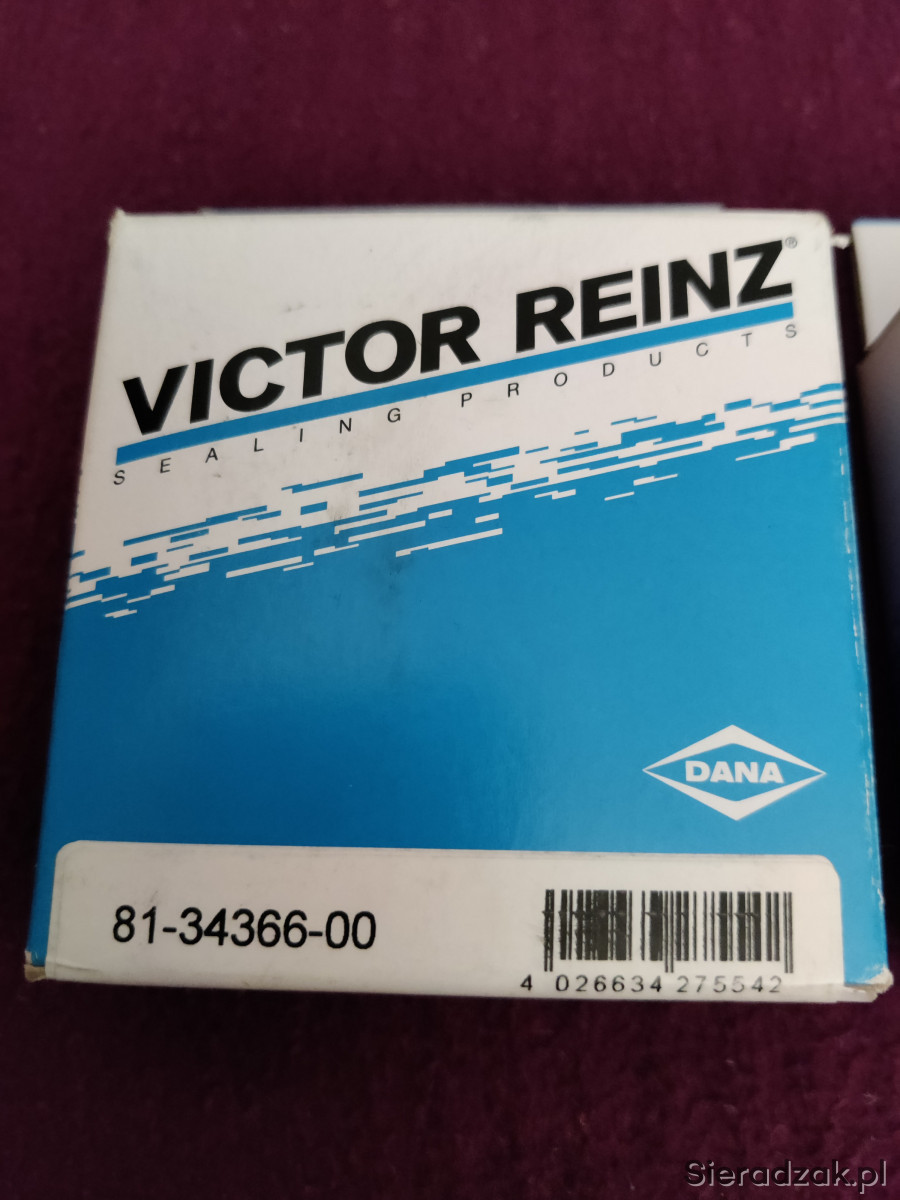 VICTOR REINZ®
SEALING PRODUCTS
DANA
81-34366-00
4 026634 275542
Sieradzak.pl